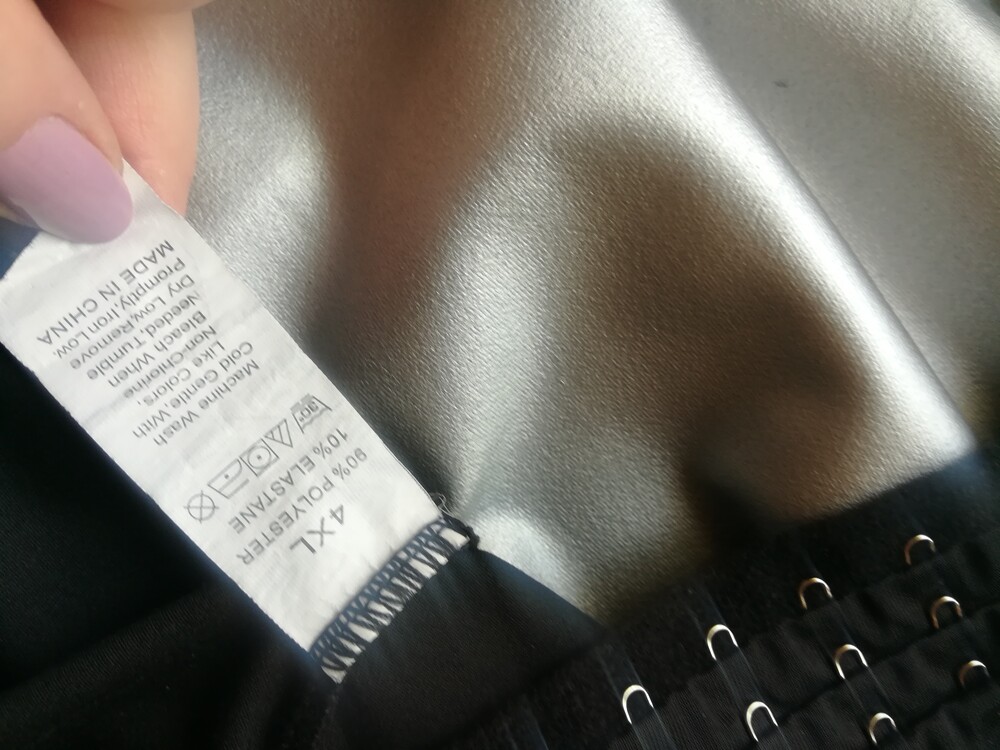 4XL
90% POLYESTER
10% ELASTANE
30°
Machine Wash
Cold Gentle,With
Like Colors,
Non-Chlorine
Bleach When
Needed, Tumble
Dry Low,Remove
Promptly,Iron Low.
MADE IN CHINA